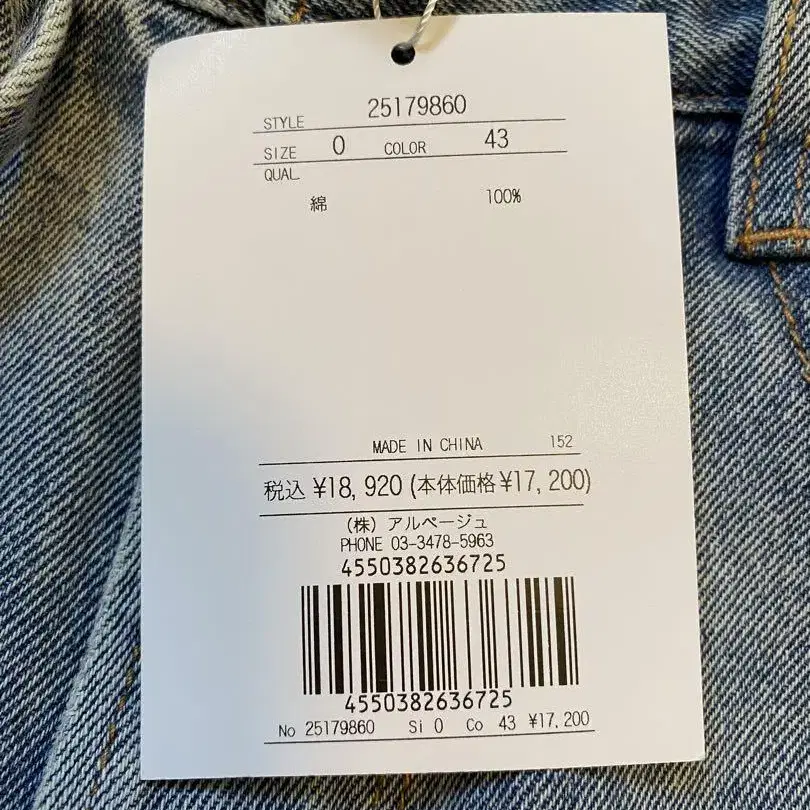 STYLE 25179860
SIZE 0 COLOR 43
QUAL.
綿 100%
MADE IN CHINA 152
税込 ¥18,920 (本体価格¥17,200)
(株) アルページュ
PHONE 03-3478-5963
4550382636725
4550382636725
No 25179860 Si 0 Co 43 ¥17,200